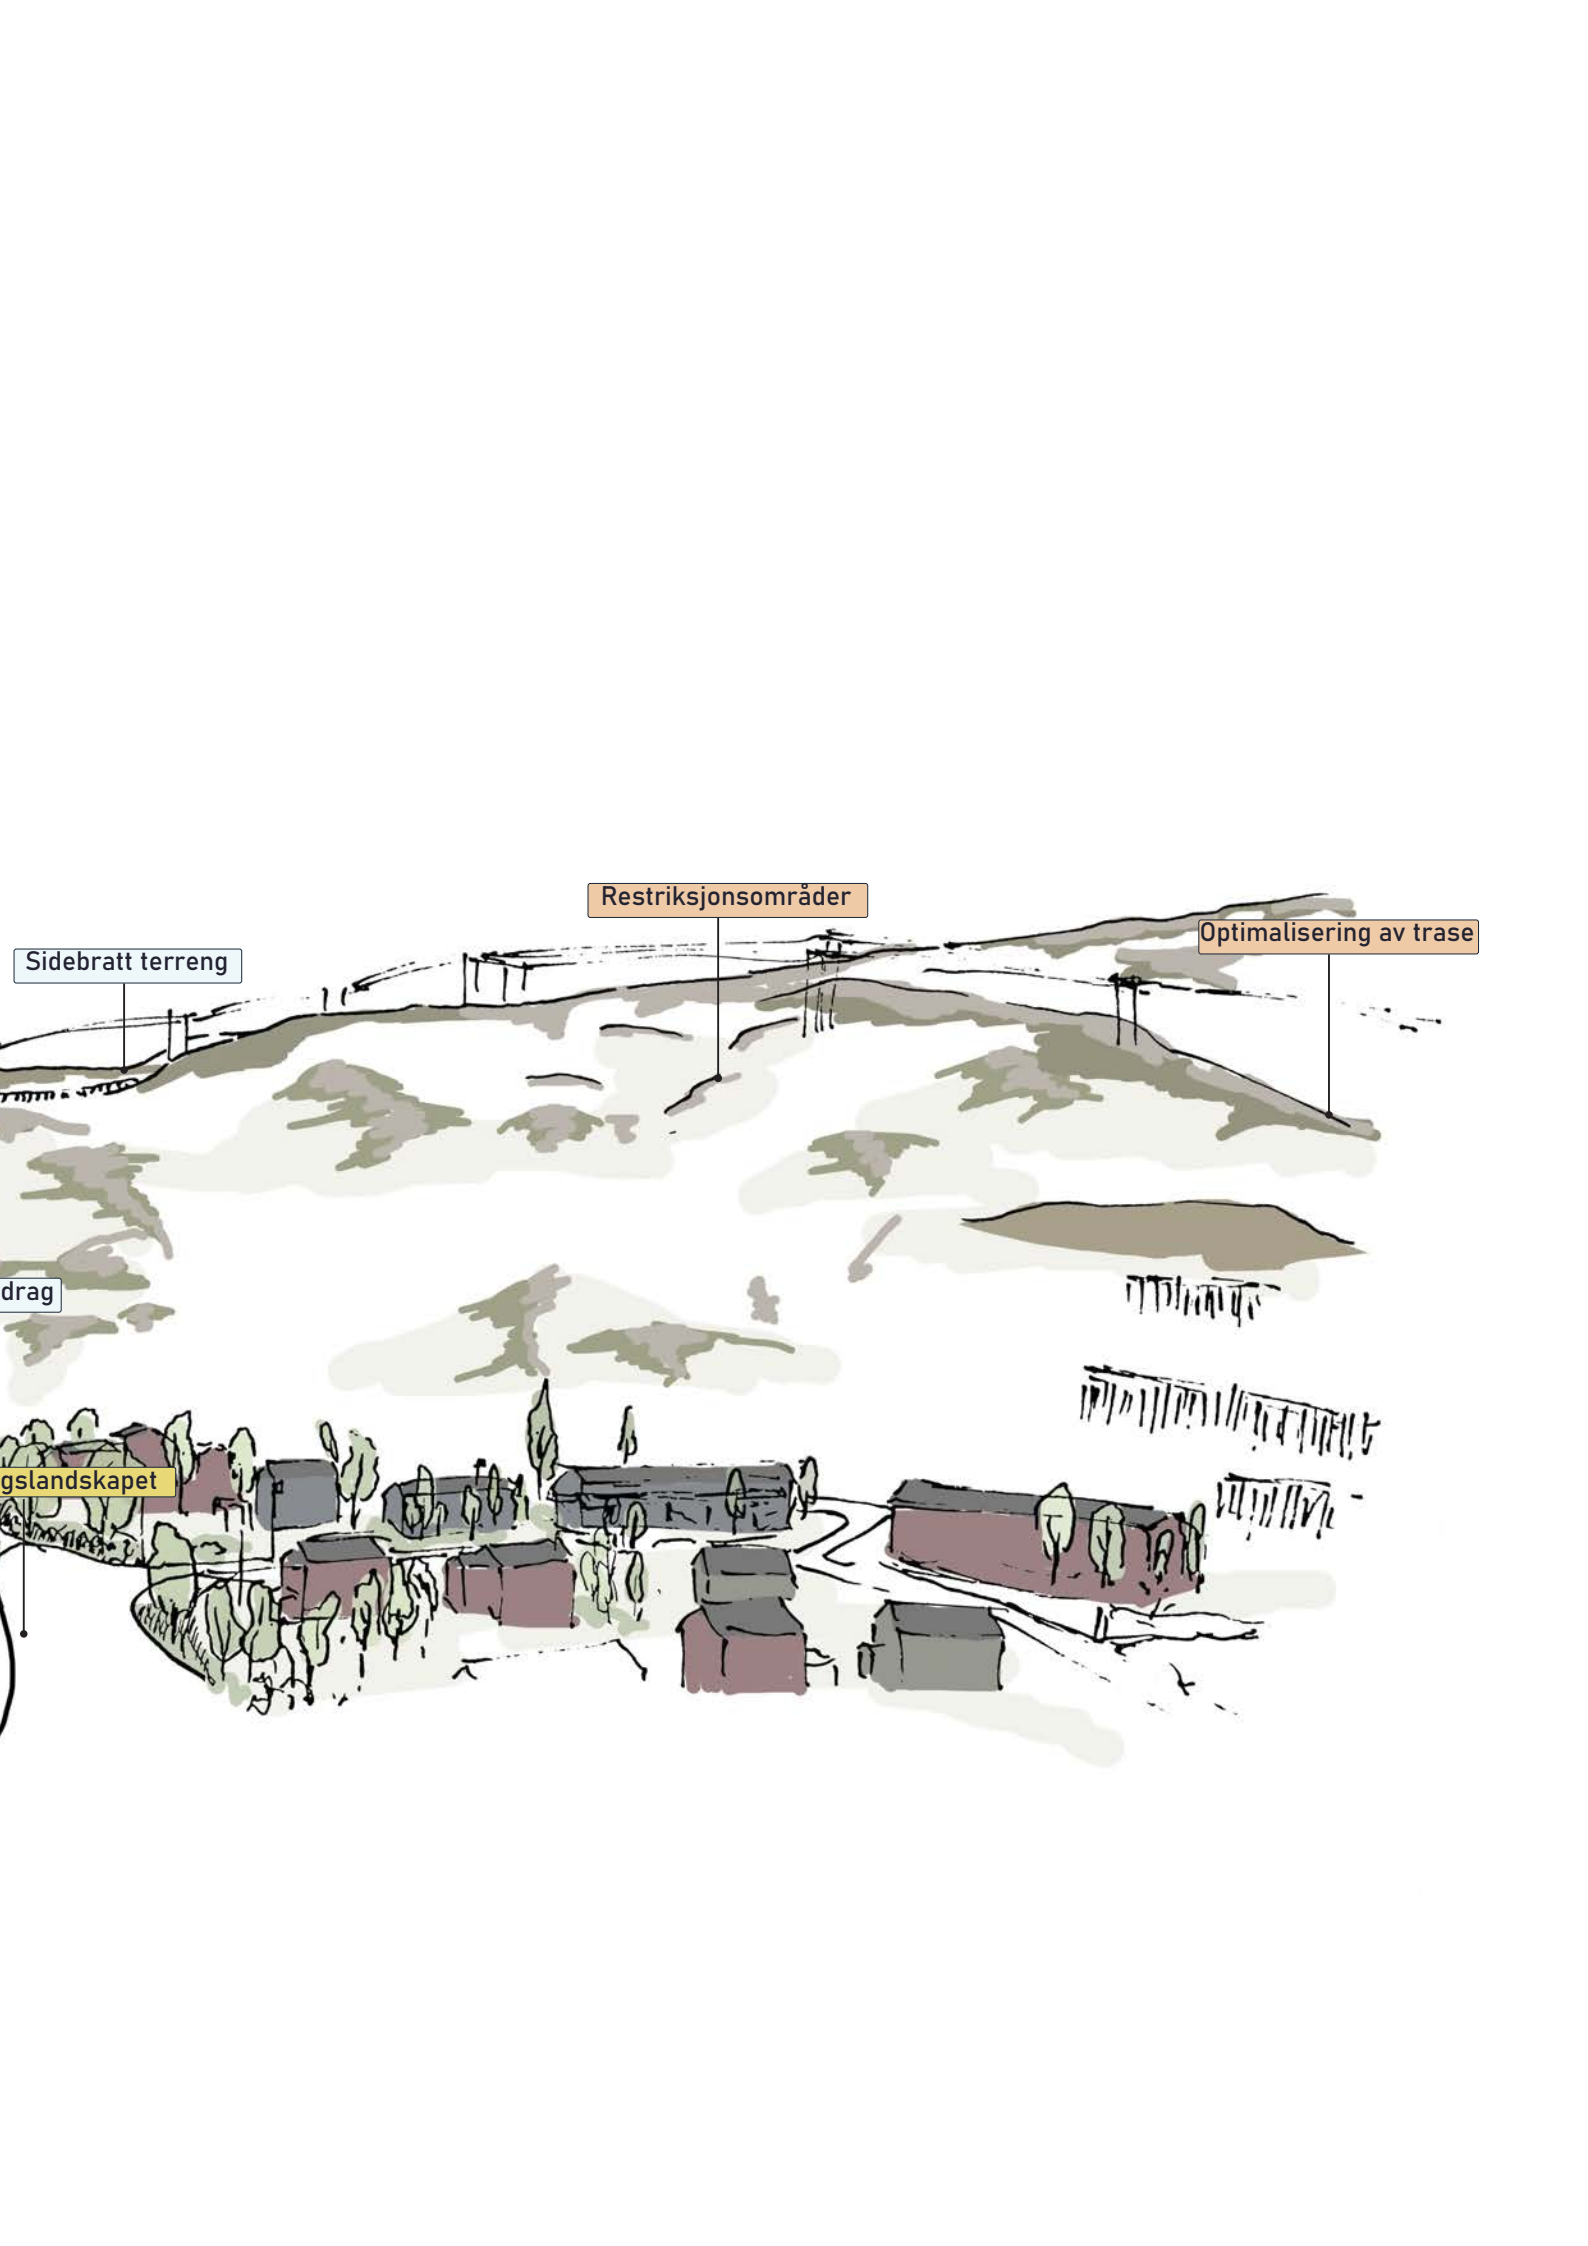 Restriksjonsområder
Optimalisering av trase
Sidebratt terreng
drag
gslandskapet